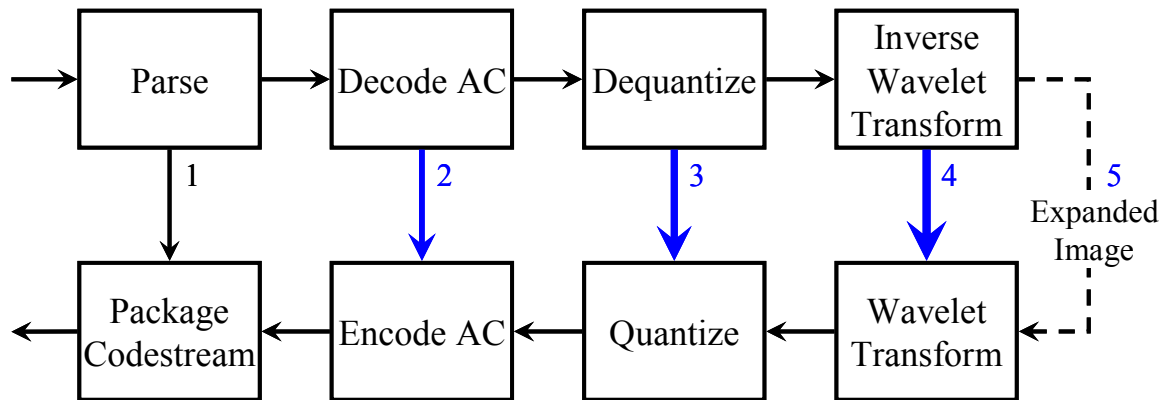 Parse
Decode AC
Dequantize
Inverse
Wavelet
Transform
1
2
3
4
5
Expanded
Image
Package
Codestream
Encode AC
Quantize
Wavelet
Transform